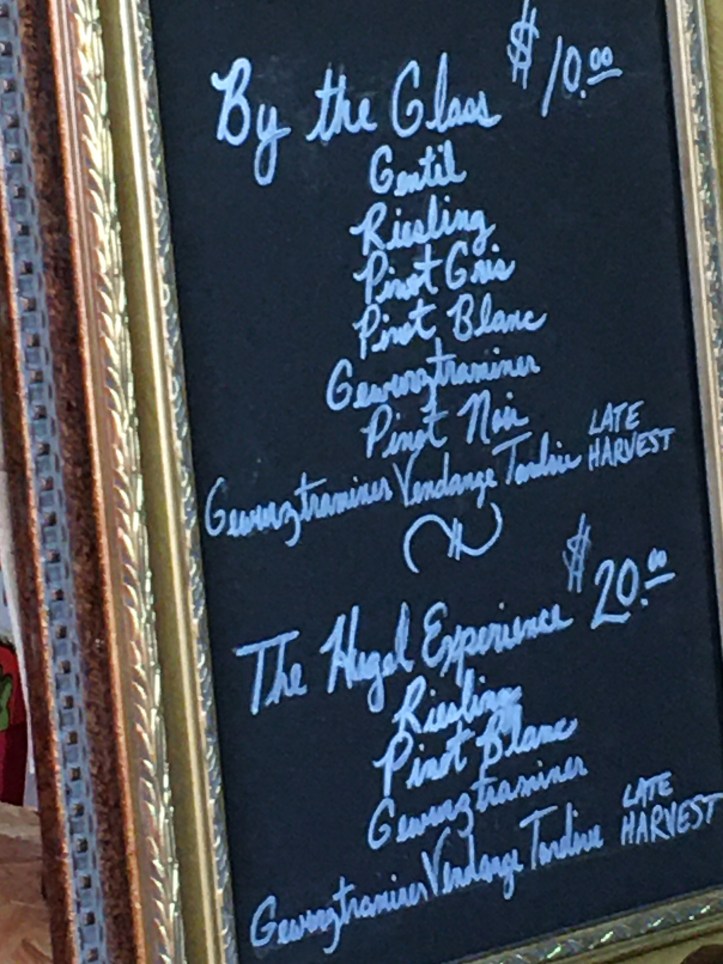 By the Glass $10.00
Gentil
Riesling
Pinot Gris
Pinot Blanc
Gewurztraminer
Pinot Noir
Gewurztraminer Vendange Tardive LATE HARVEST
The Hugel Experience $20.00
Riesling
Pinot Blanc
Gewurztraminer
Gewurztraminer Vendange Tardive LATE HARVEST